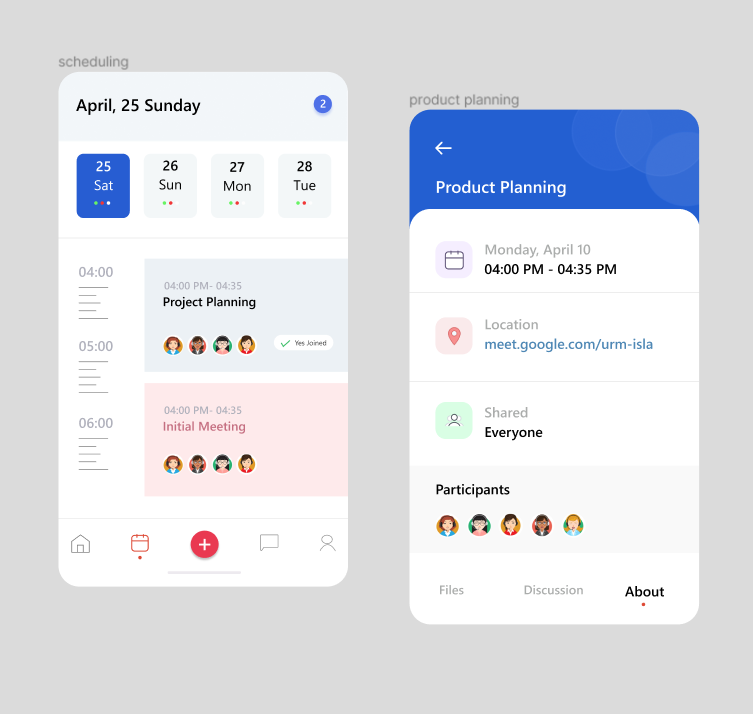 scheduling
April, 25 Sunday
2
25
Sat
26
Sun
27
Mon
28
Tue
04:00
04:00 PM- 04:35
Project Planning
Yes Joined
05:00
04:00 PM- 04:35
Initial Meeting
06:00
product planning
Product Planning
Monday, April 10
04:00 PM - 04:35 PM
Location
meet.google.com/urm-isla
Shared
Everyone
Participants
Files
Discussion
About